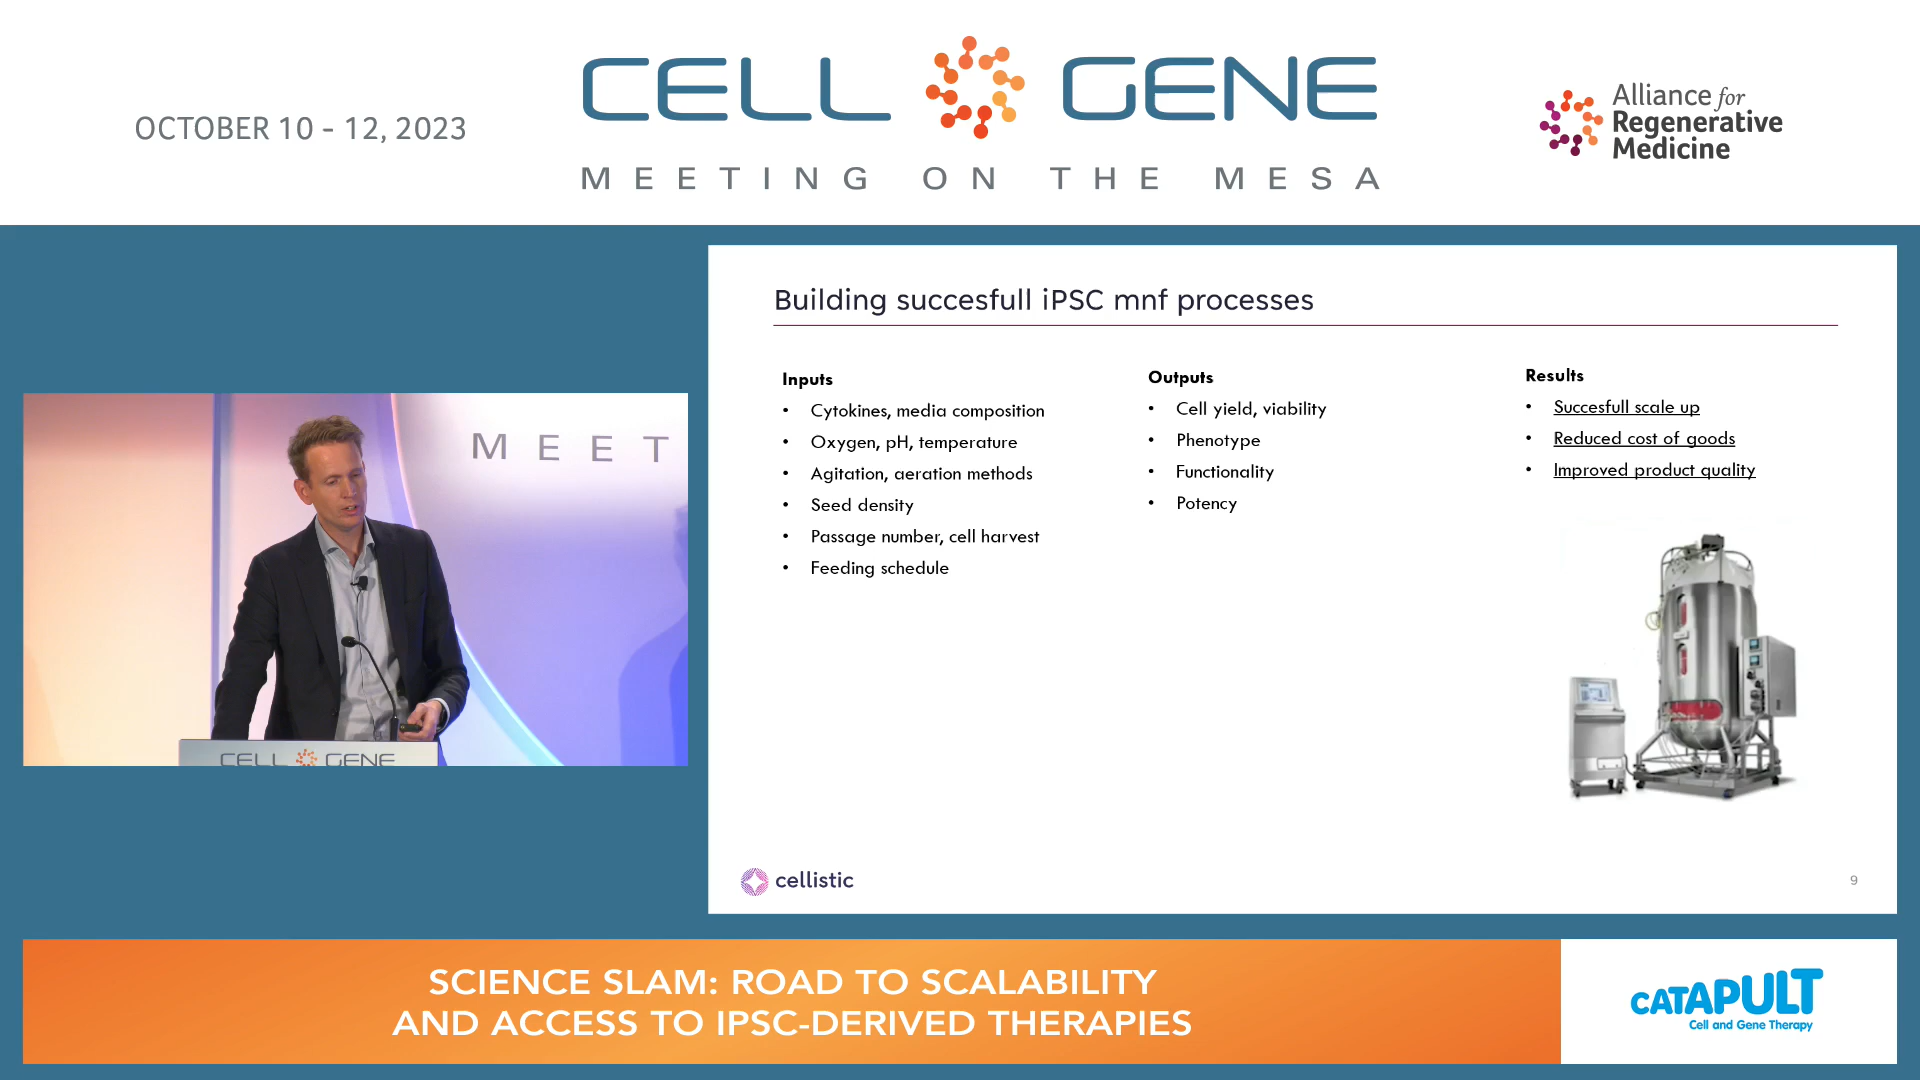 OCTOBER 10 - 12, 2023
CELL GENE
MEETING ON THE MESA
Alliance for
Regenerative
Medicine
MEET
CELL GENE
Building succesfull iPSC mnf processes
Inputs
• Cytokines, media composition
• Oxygen, pH, temperature
• Agitation, aeration methods
• Seed density
• Passage number, cell harvest
• Feeding schedule
Outputs
• Cell yield, viability
• Phenotype
• Functionality
• Potency
Results
• Succesfull scale up
• Reduced cost of goods
• Improved product quality
cellistic
9
SCIENCE SLAM: ROAD TO SCALABILITY
AND ACCESS TO IPSC-DERIVED THERAPIES
CATAPULT
Cell and Gene Therapy